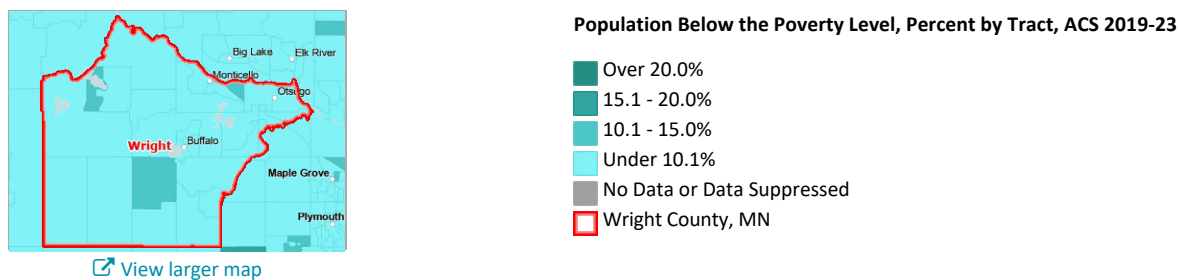 Big Lake
Elk River
Monticello
Otsego
Wright
Buffalo
Maple Grove
Plymouth
View larger map
Population Below the Poverty Level, Percent by Tract, ACS 2019-23
Over 20.0%
15.1 - 20.0%
10.1 - 15.0%
Under 10.1%
No Data or Data Suppressed
Wright County, MN